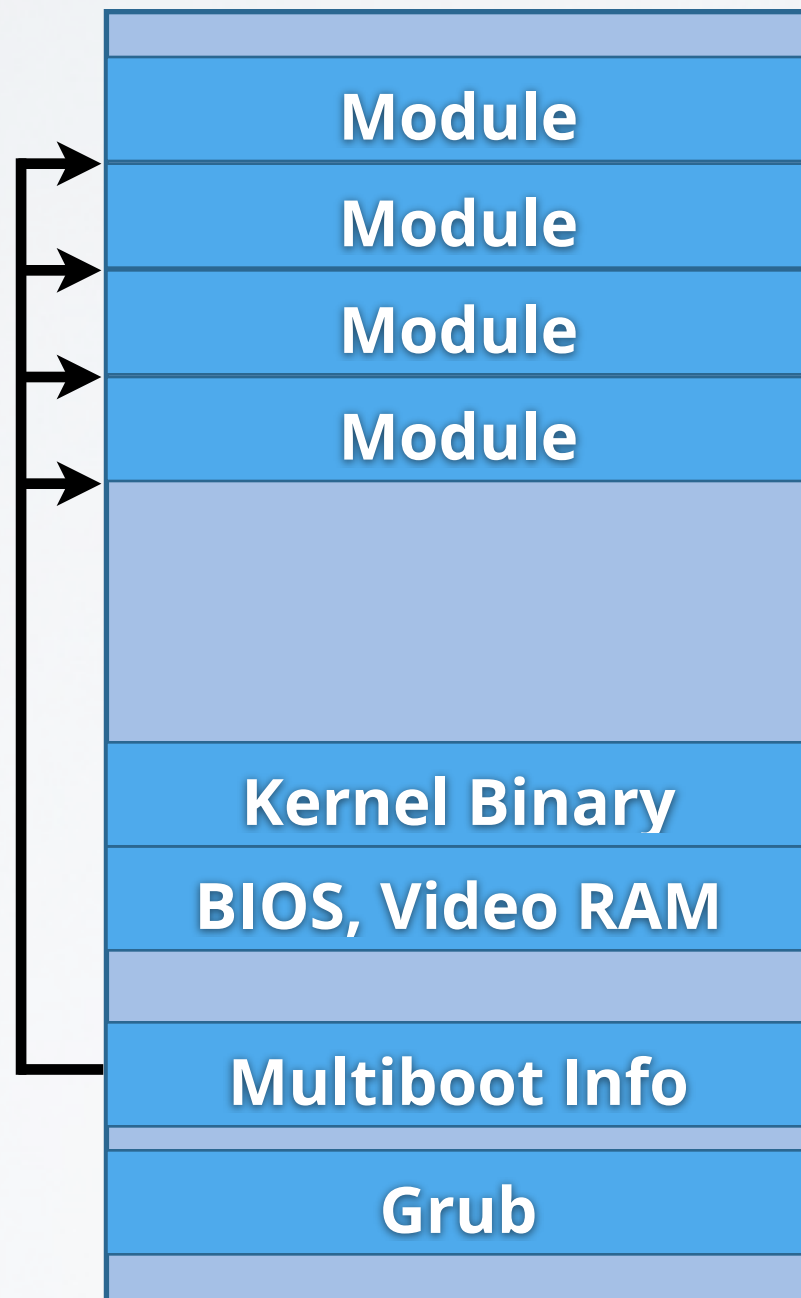 Module
Module
Module
Module
Kernel Binary
BIOS, Video RAM
Multiboot Info
Grub